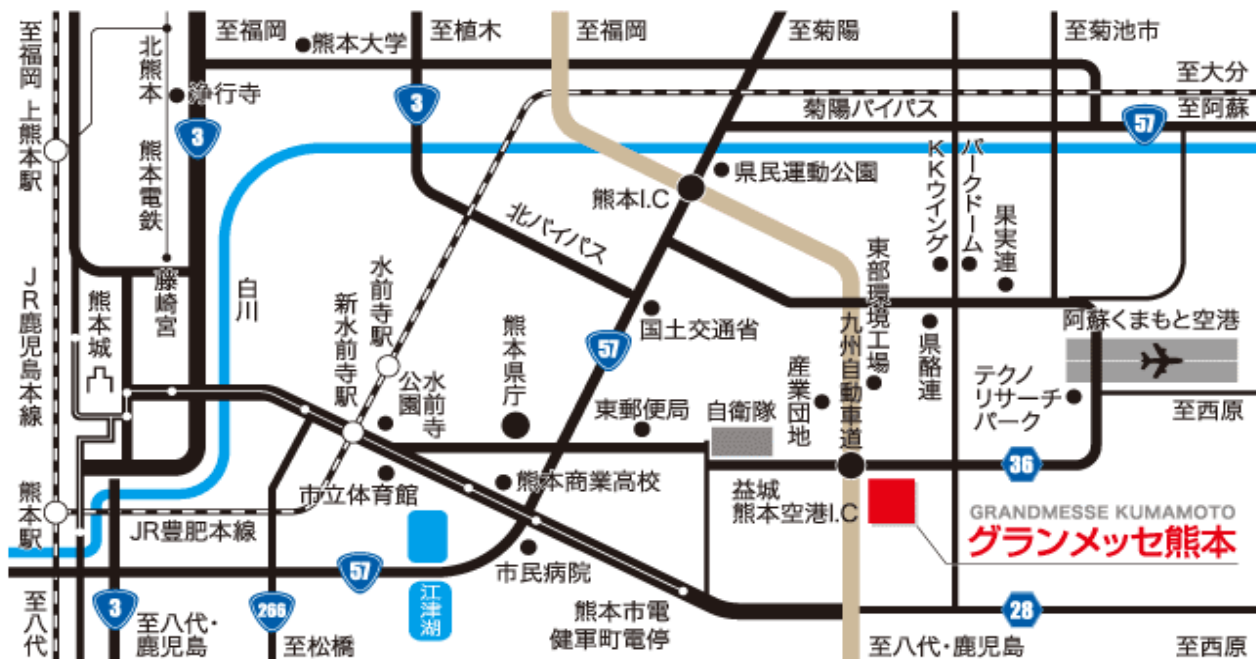 至福岡
至福岡
至植木
至福岡
至菊陽
至菊池市
北熊本
熊本大学
浄行寺
3
3
至大分
菊陽バイパス
至阿蘇
57
上熊本駅
熊本電鉄
熊本I.C
県民運動公園
KKウイング
パークドーム
果実連
北バイパス
藤崎宮
白川
JR鹿児島本線
熊本城
水前寺駅
新水前寺駅
熊本県庁
57
国土交通省
東部環境工場
九州自動車道
県酪連
阿蘇くまもと空港
水前寺
公園
東郵便局
自衛隊
産業団地
テクノ
リサーチ
パーク
至西原
36
市立体育館
熊本商業高校
益城
熊本空港I.C
GRANDMESSE KUMAMOTO
グランメッセ熊本
熊本駅
JR豊肥本線
57
市民病院
江津湖
3
266
28
至八代
至八代・
鹿児島
至松橋
熊本市電
健軍町電停
至八代・鹿児島
至西原